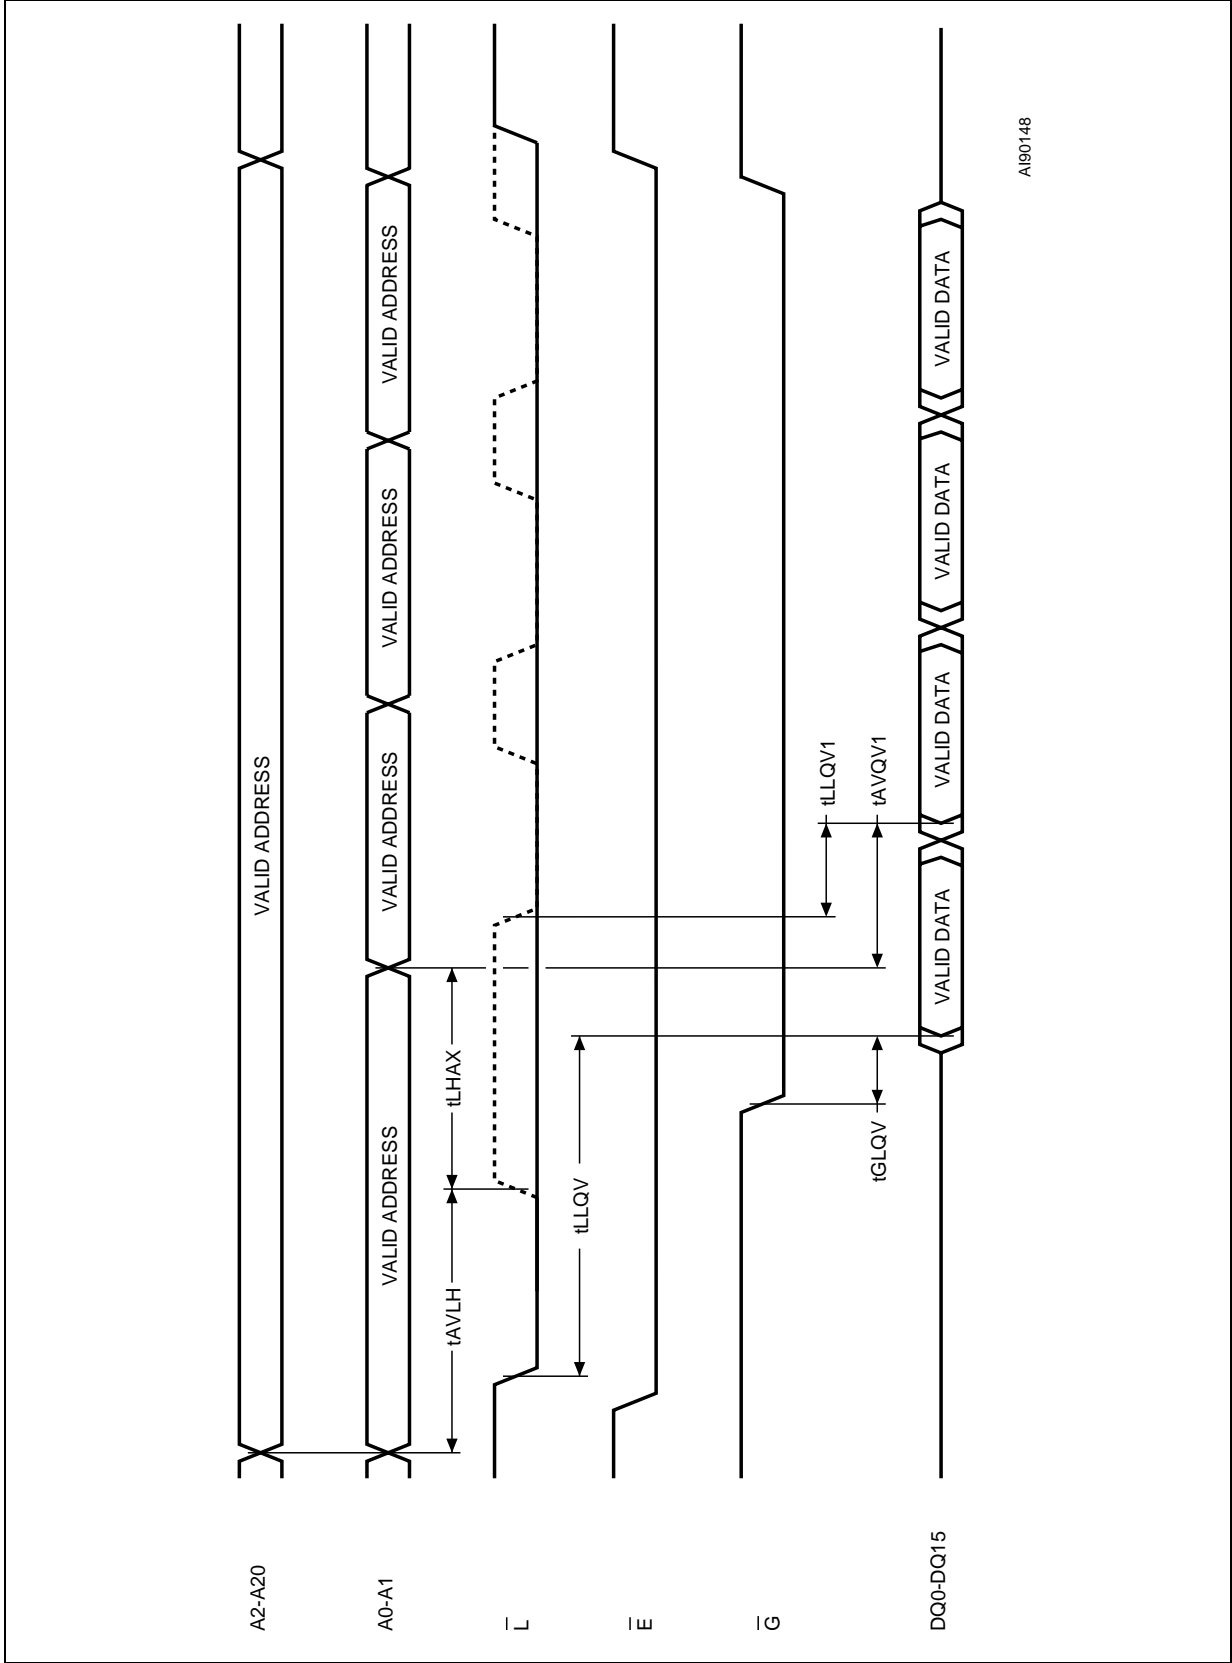 A2-A20
VALID ADDRESS
A0-A1
VALID ADDRESS
VALID ADDRESS
VALID ADDRESS
VALID ADDRESS
tAVLH
tLHAX
L
tLLQV
E
G
tLLQV1
tGLQV
tAVQV1
DQ0-DQ15
VALID DATA
VALID DATA
VALID DATA
VALID DATA
AI90148